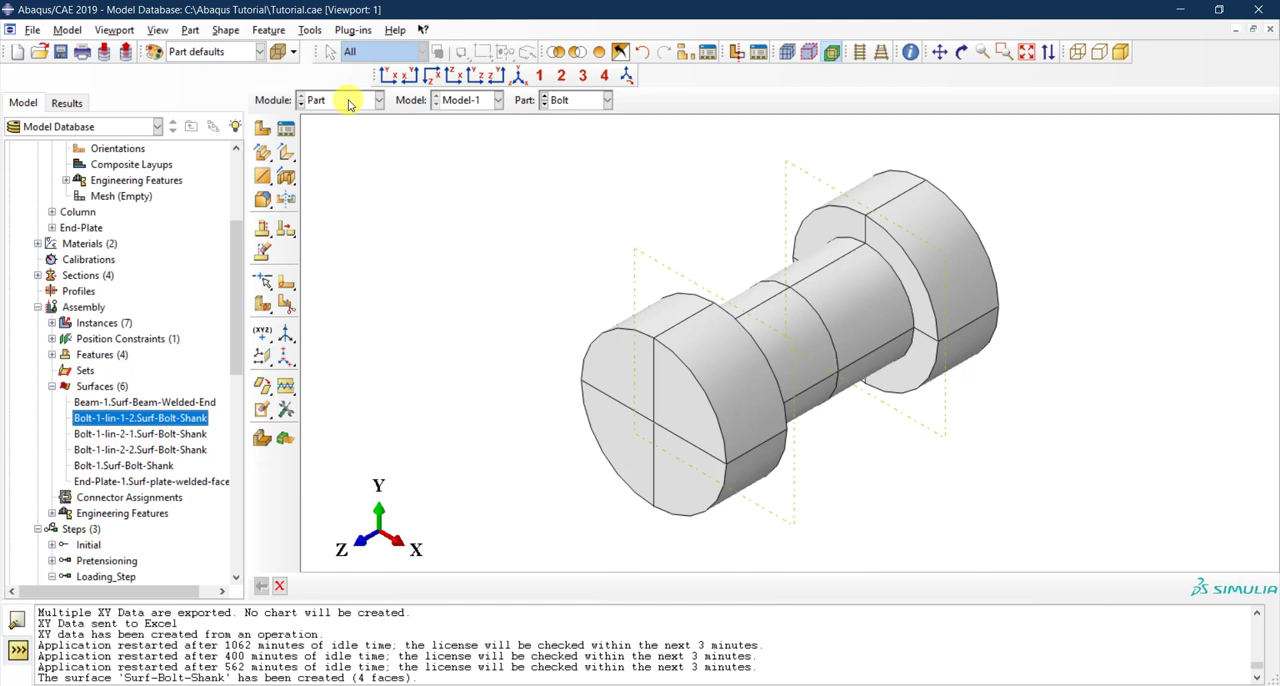 Abaqus/CAE 2019 - Model Database: C:\Abaqus Tutorial\Tutorial.cae [Viewport: 1]
File Model Viewport View Part Shape Feature Tools Plug-ins Help
Part defaults All
1 2 3 4
Model Results
Module: Part Model: Model-1 Part: Bolt
Model Database
Orientations
Composite Layups
Engineering Features
Mesh (Empty)
Column
End-Plate
Materials (2)
Calibrations
Sections (4)
Profiles
Assembly
Instances (7)
Position Constraints (1)
Features (4)
Sets
Surfaces (6)
Beam-1.Surf-Beam-Welded-End
Bolt-1-lin-1-2.Surf-Bolt-Shank
Bolt-1-lin-2-1.Surf-Bolt-Shank
Bolt-1-lin-2-2.Surf-Bolt-Shank
Bolt-1.Surf-Bolt-Shank
End-Plate-1.Surf-plate-welded-face
Connector Assignments
Engineering Features
Steps (3)
Initial
Pretensioning
Loading_Step
(XYZ)
Y
Z X
SIMULIA
Multiple XY Data are exported. No chart will be created.
XY Data sent to Excel
XY data has been created from an operation.
Application restarted after 1062 minutes of idle time; the license will be checked within the next 3 minutes.
Application restarted after 400 minutes of idle time; the license will be checked within the next 3 minutes.
Application restarted after 562 minutes of idle time; the license will be checked within the next 3 minutes.
The surface 'Surf-Bolt-Shank' has been created (4 faces).